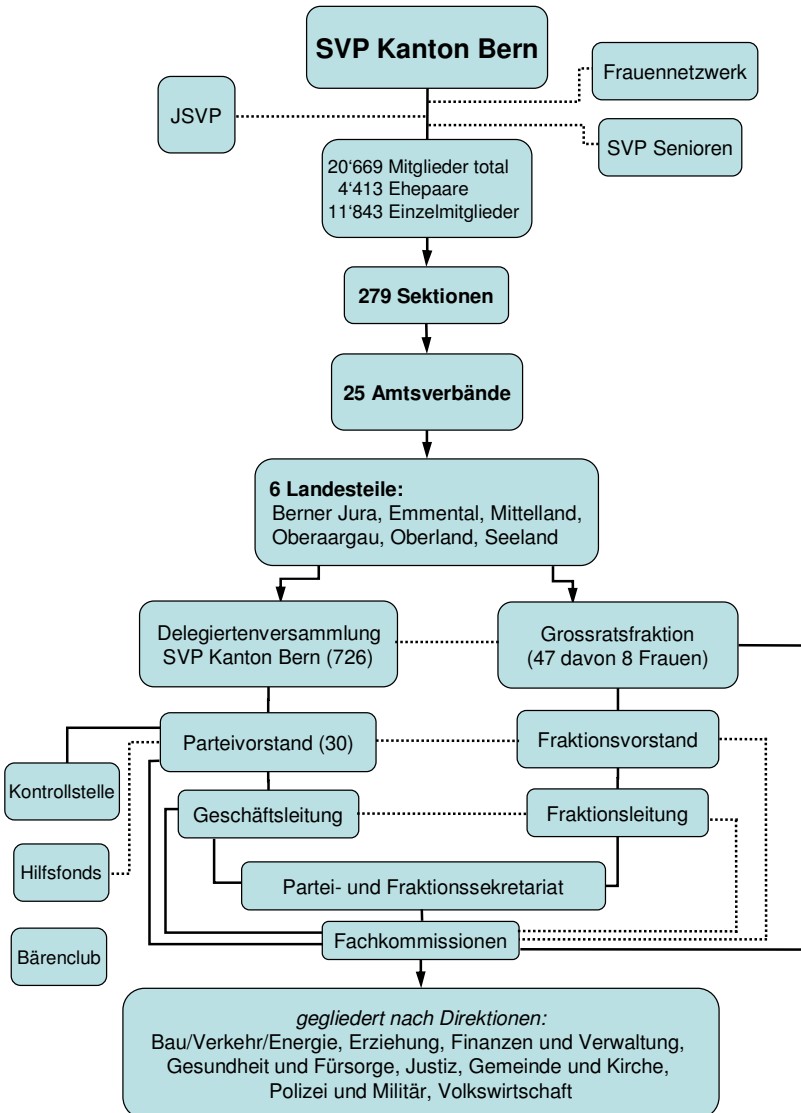 SVP Kanton Bern
Frauennetzwerk
JSVP
SVP Senioren
20‘669 Mitglieder total
4‘413 Ehepaare
11‘843 Einzelmitglieder
279 Sektionen
25 Amtsverbände
6 Landesteile:
Berner Jura, Emmental, Mittelland,
Oberaargau, Oberland, Seeland
Delegiertenversammlung
SVP Kanton Bern (726)
Grossratsfraktion
(47 davon 8 Frauen)
Parteivorstand (30)
Fraktionsvorstand
Kontrollstelle
Geschäftsleitung
Fraktionsleitung
Hilfsfonds
Partei- und Fraktionssekretariat
Bärenclub
Fachkommissionen
gegliedert nach Direktionen:
Bau/Verkehr/Energie, Erziehung, Finanzen und Verwaltung,
Gesundheit und Fürsorge, Justiz, Gemeinde und Kirche,
Polizei und Militär, Volkswirtschaft